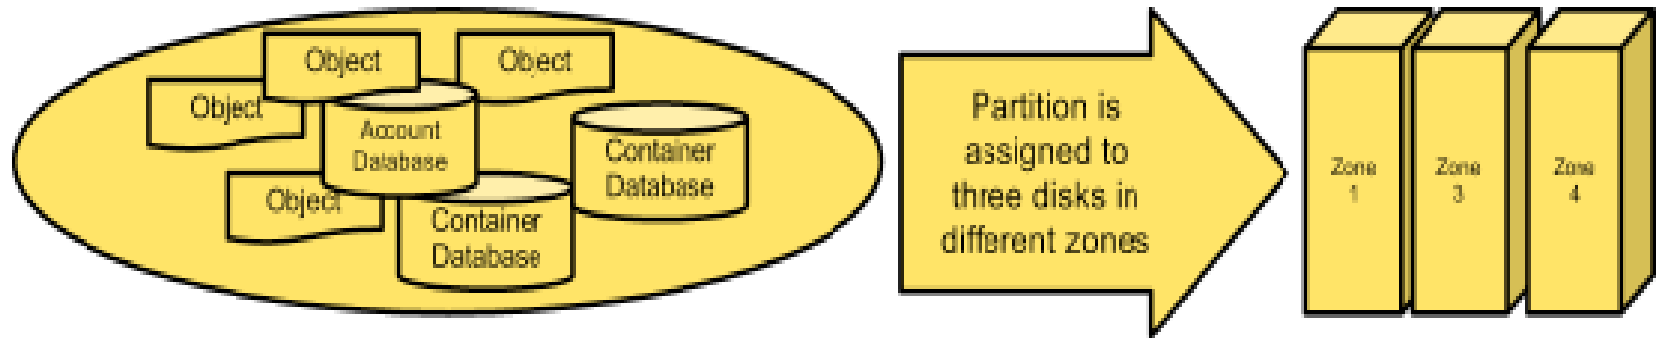 Object
Object
Object
Account
Database
Container
Database
Object
Container
Database
Partition is
assigned to
three disks in
different zones
Zone
1
Zone
3
Zone
4